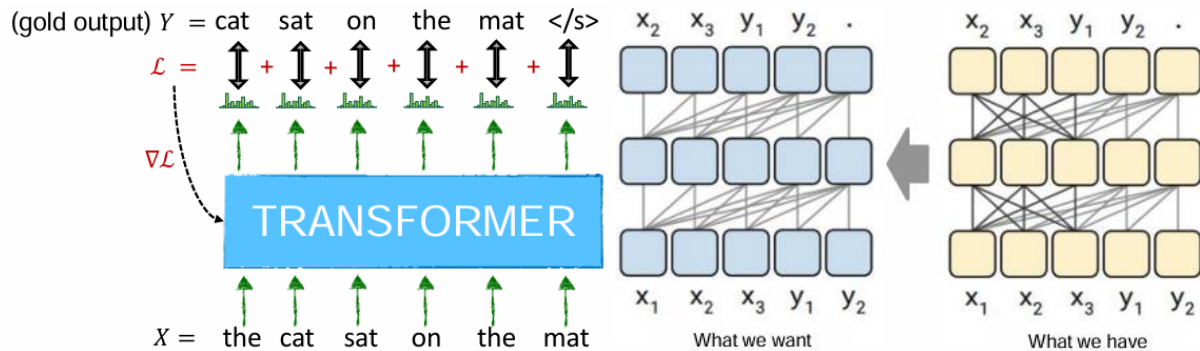 (gold output) Y = cat sat on the mat </s>
ℒ = + + + + +
∇ℒ
TRANSFORMER
X = the cat sat on the mat
x₂ x₃ y₁ y₂ .
x₁ x₂ x₃ y₁ y₂
What we want
x₂ x₃ y₁ y₂ .
x₁ x₂ x₃ y₁ y₂
What we have